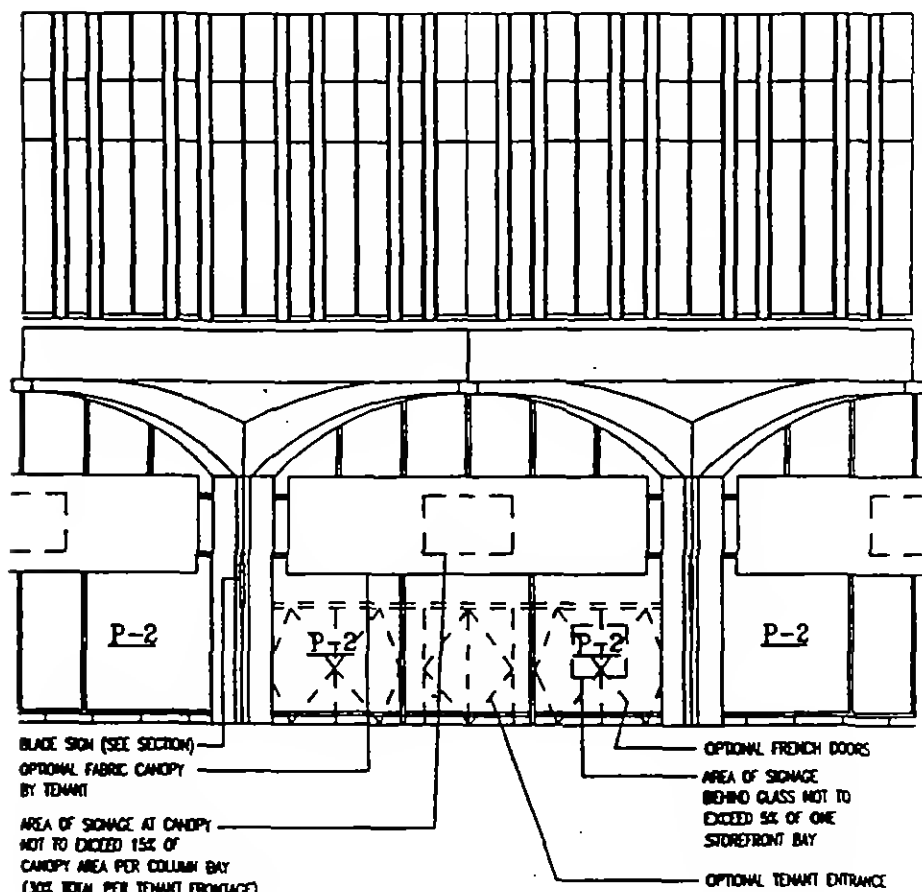 P-2
P-2
P-2
P-2
BLADE SIGN (SEE SECTION)
OPTIONAL FABRIC CANOPY
BY TENANT
AREA OF SIGNAGE AT CANOPY
NOT TO EXCEED 15% OF
CANOPY AREA PER COLUMN BAY
(30% TOTAL PER TENANT FRONTAGE)
OPTIONAL FRENCH DOORS
AREA OF SIGNAGE
BEHIND GLASS NOT TO
EXCEED 5% OF ONE
STOREFRONT BAY
OPTIONAL TENANT ENTRANCE